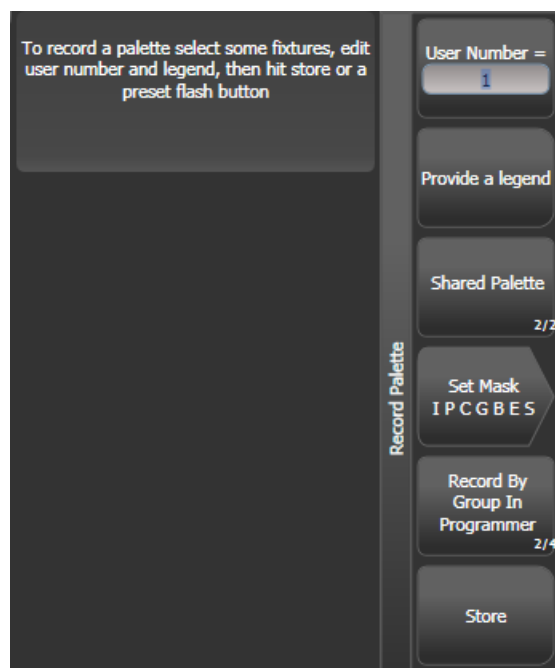 To record a palette select some fixtures, edit
user number and legend, then hit store or a
preset flash button
Record Palette
User Number =
1
Provide a legend
Shared Palette
2/2
Set Mask
I P C G B E S
Record By
Group In
Programmer
2/4
Store